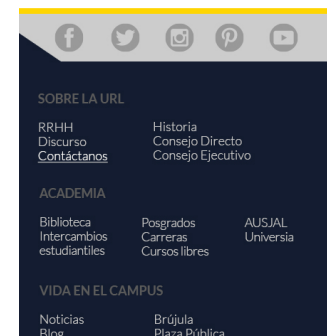 SOBRE LA URL
RRHH
Discurso
Contáctanos
Historia
Consejo Directo
Consejo Ejecutivo
ACADEMIA
Biblioteca
Intercambios
estudiantiles
Posgrados
Carreras
Cursos libres
AUSJAL
Universia
VIDA EN EL CAMPUS
Noticias
Blog
Brújula
Plaza Pública